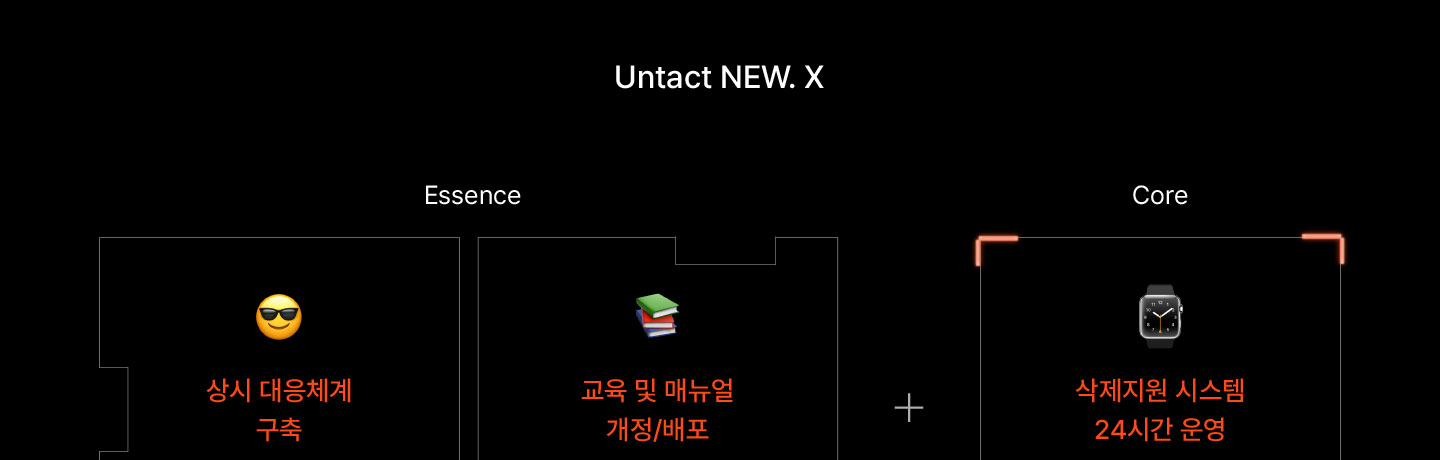 Untact NEW. X
Essence
Core
상시 대응체계
구축
교육 및 매뉴얼
개정/배포
+
삭제지원 시스템
24시간 운영